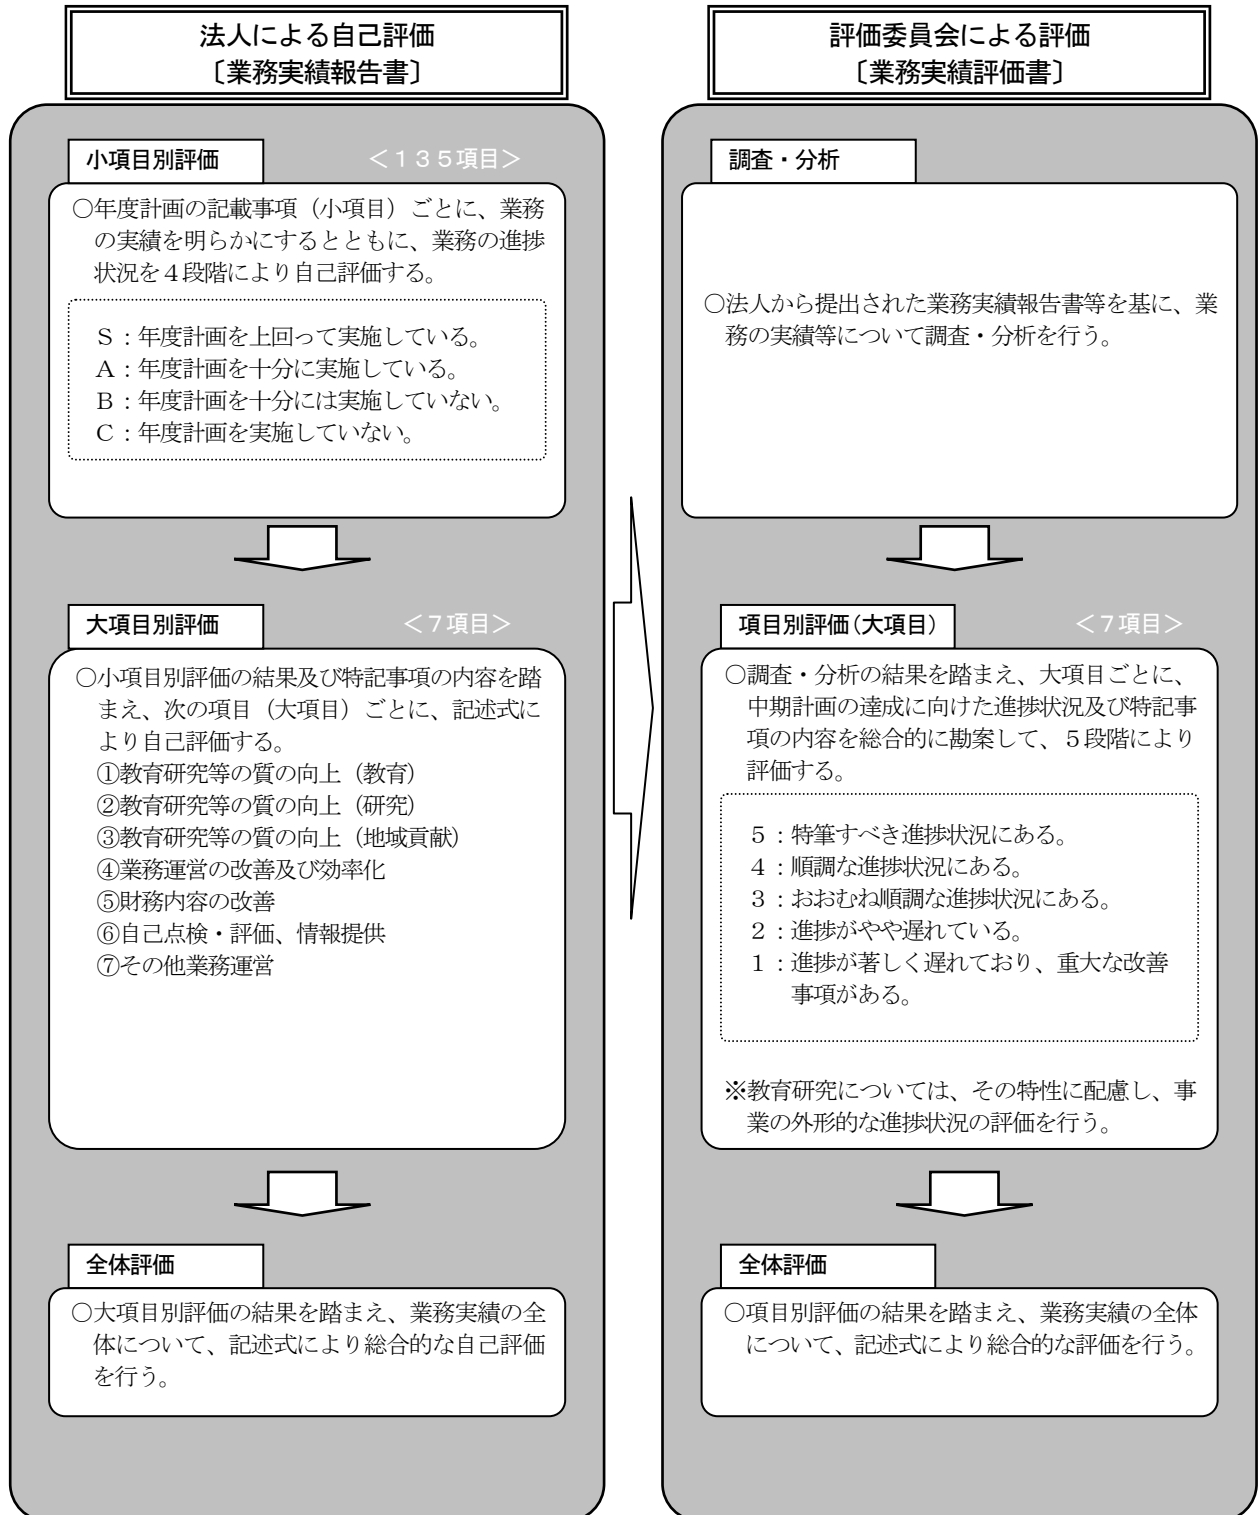 法人による自己評価
〔業務実績報告書〕
小項目別評価
＜１３５項目＞
○年度計画の記載事項（小項目）ごとに、業務
の実績を明らかにするとともに、業務の進捗
状況を４段階により自己評価する。
Ｓ：年度計画を上回って実施している。
Ａ：年度計画を十分に実施している。
Ｂ：年度計画を十分には実施していない。
Ｃ：年度計画を実施していない。
大項目別評価
＜７項目＞
○小項目別評価の結果及び特記事項の内容を踏
まえ、次の項目（大項目）ごとに、記述式に
より自己評価する。
①教育研究等の質の向上（教育）
②教育研究等の質の向上（研究）
③教育研究等の質の向上（地域貢献）
④業務運営の改善及び効率化
⑤財務内容の改善
⑥自己点検・評価、情報提供
⑦その他業務運営
全体評価
○大項目別評価の結果を踏まえ、業務実績の全
体について、記述式により総合的な自己評価
を行う。
評価委員会による評価
〔業務実績評価書〕
調査・分析
○法人から提出された業務実績報告書等を基に、業
務の実績等について調査・分析を行う。
項目別評価（大項目）
＜７項目＞
○調査・分析の結果を踏まえ、大項目ごとに、
中期計画の達成に向けた進捗状況及び特記事
項の内容を総合的に勘案して、５段階により
評価する。
５：特筆すべき進捗状況にある。
４：順調な進捗状況にある。
３：おおむね順調な進捗状況にある。
２：進捗がやや遅れている。
１：進捗が著しく遅れており、重大な改善
事項がある。
※教育研究については、その特性に配慮し、事
業の外形的な進捗状況の評価を行う。
全体評価
○項目別評価の結果を踏まえ、業務実績の全体
について、記述式により総合的な評価を行う。